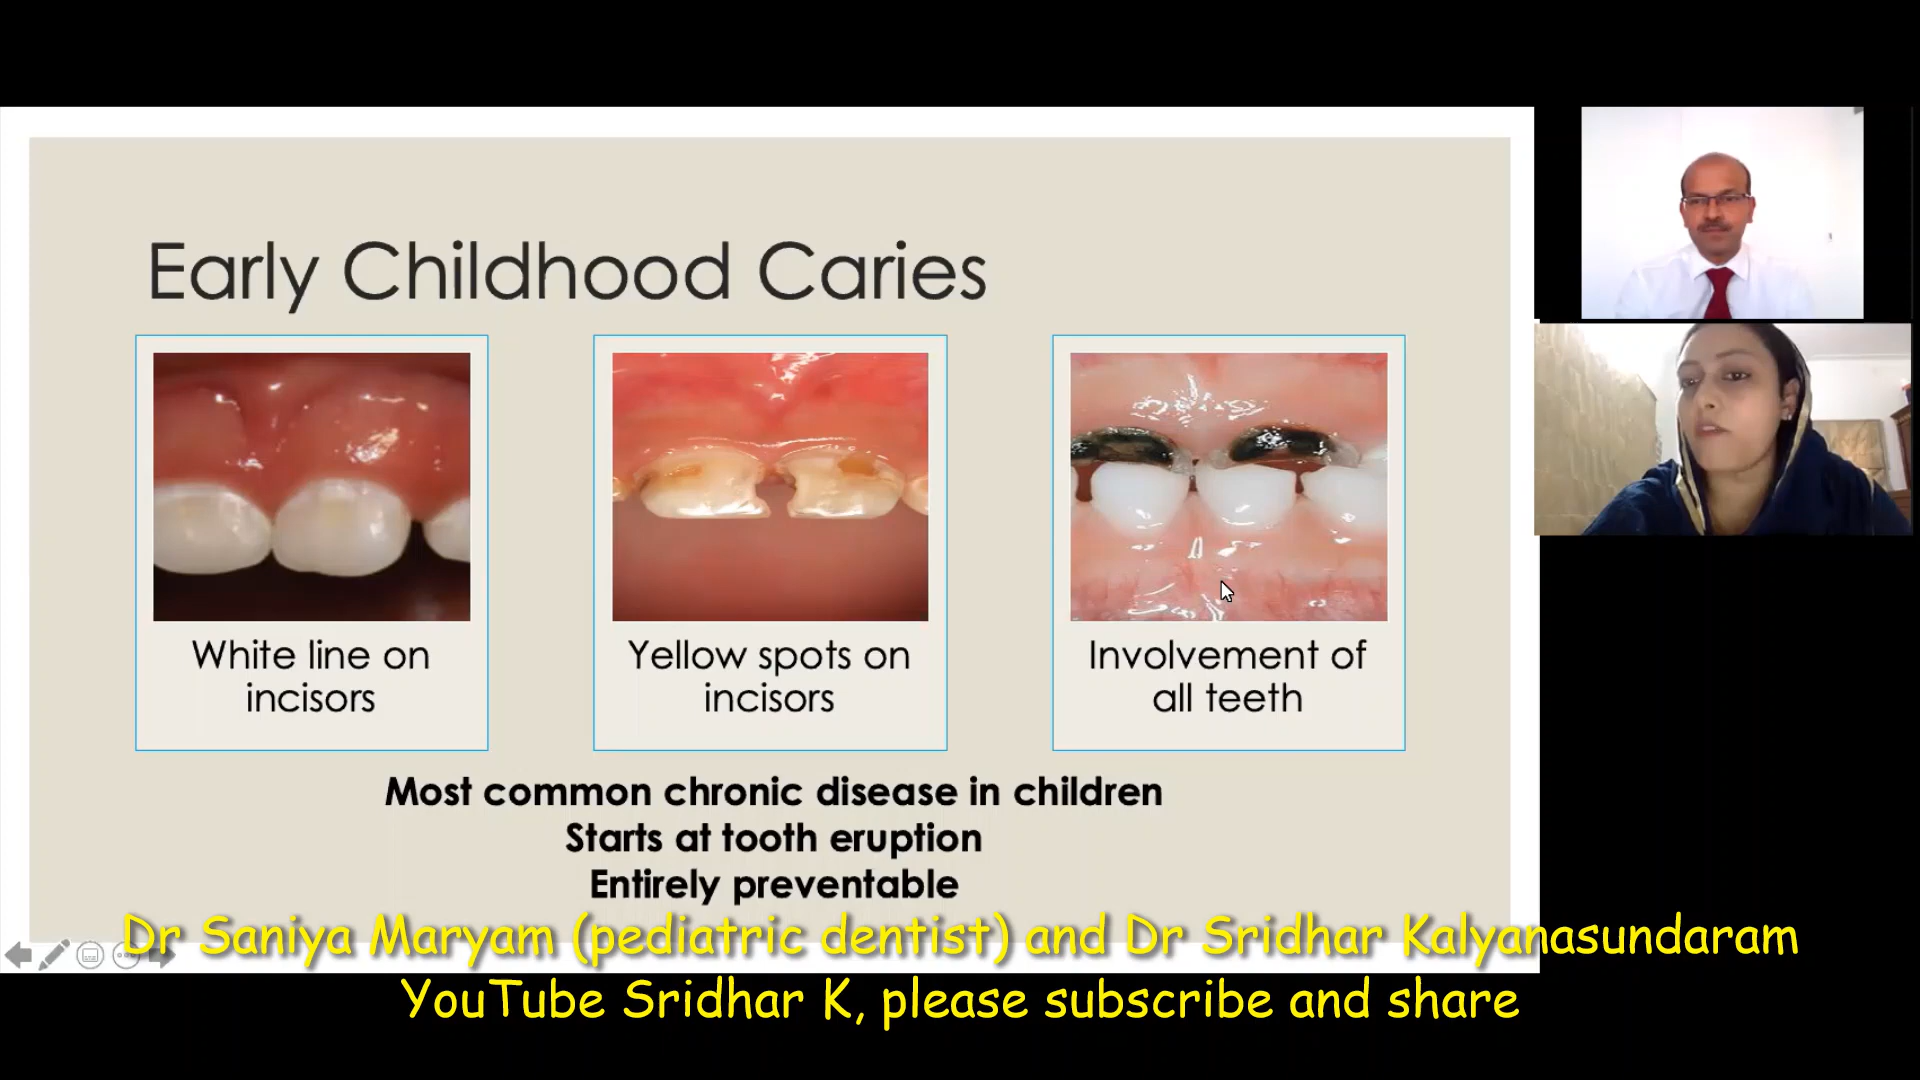 Early Childhood Caries
White line on
incisors
Yellow spots on
incisors
Involvement of
all teeth
Most common chronic disease in children
Starts at tooth eruption
Entirely preventable
Dr Saniya Maryam (pediatric dentist) and Dr Sridhar Kalyanasundaram
YouTube Sridhar K, please subscribe and share